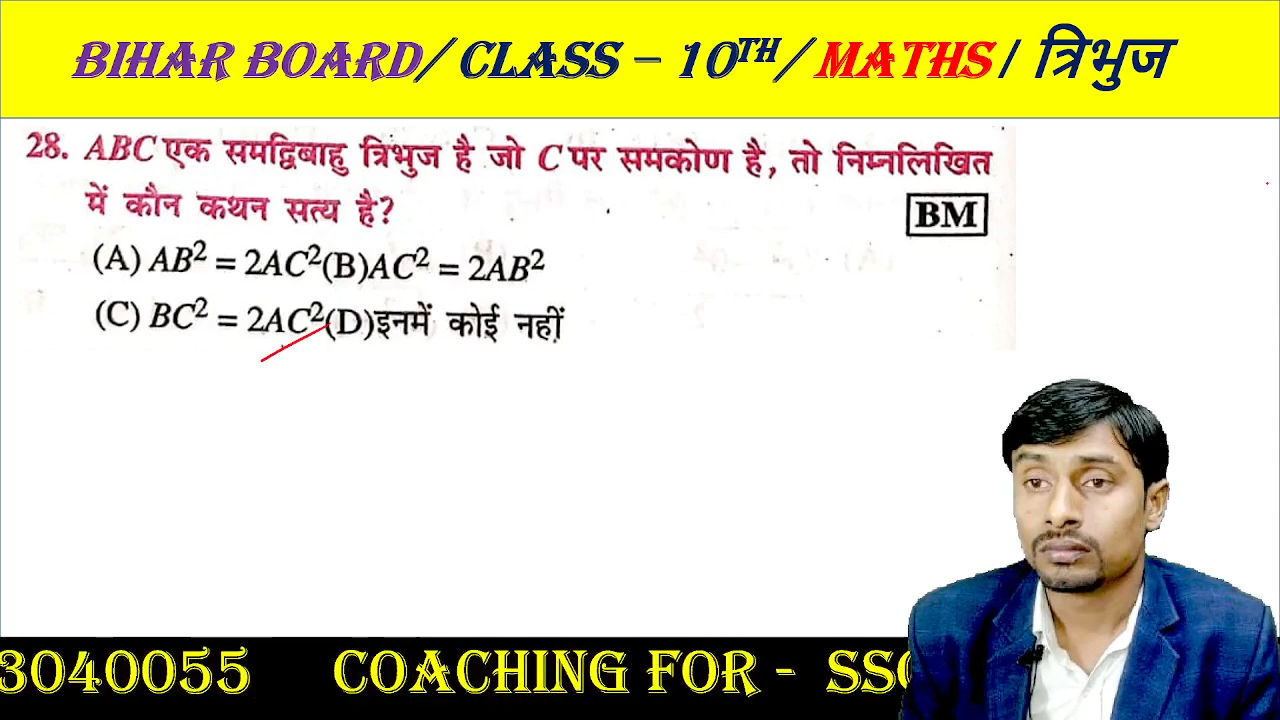 BIHAR BOARD/ CLASS – 10TH/ MATHS/ त्रिभुज
28. ABC एक समद्विबाहु त्रिभुज है जो C पर समकोण है, तो निम्नलिखित
में कौन कथन सत्य है?
BM
(A) AB² = 2AC²(B)AC² = 2AB²
(C) BC² = 2AC²(D)इनमें कोई नहीं
3040055 COACHING FOR - SSC